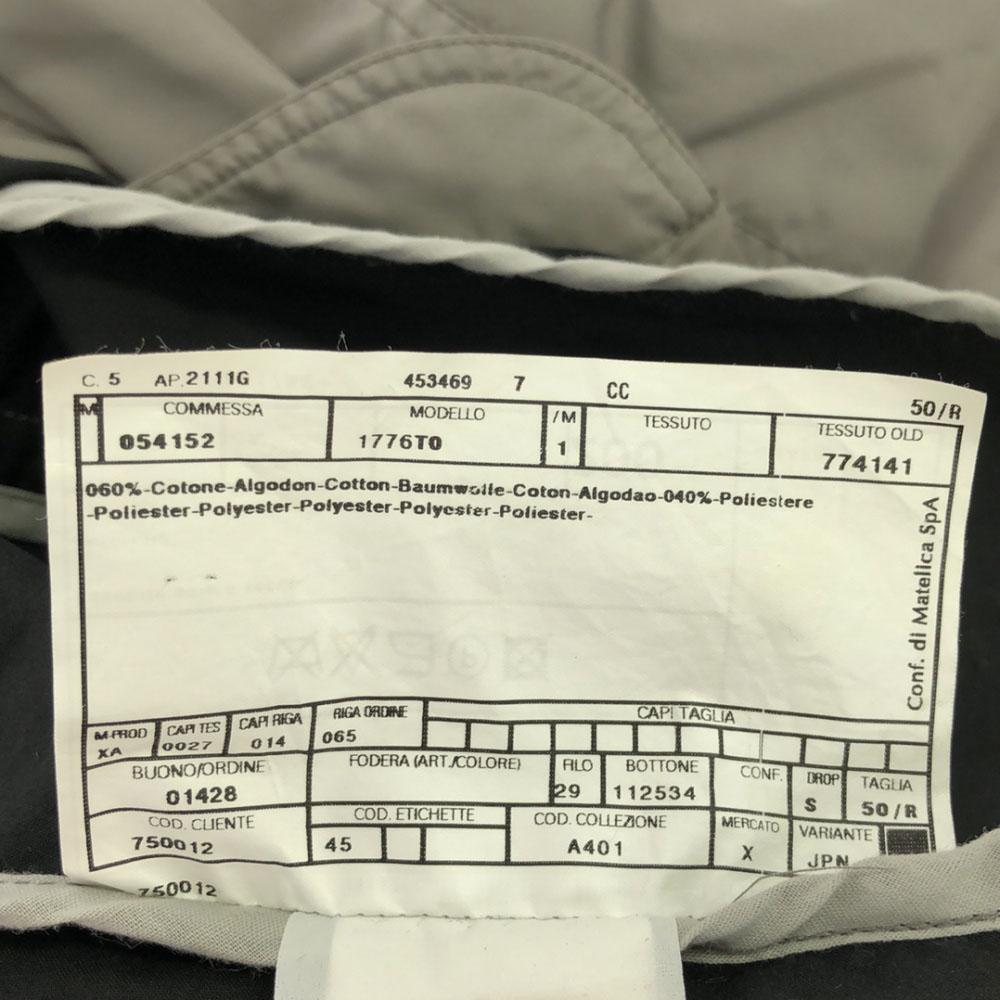 C. 5 AP.2111G 453469 7 CC 50/R
M COMMESSA MODELLO /M TESSUTO TESSUTO OLD
054152 1776T0 1 774141
060%-Cotone-Algodon-Cotton-Baumwolle-Coton-Algodao-040%-Poliestere
-Poliester-Polyester-Polyester-Polyester-Poliester-
Conf. di Matelica SpA
M-PROD CAPI TES CAPI RIGA RIGA ORDINE CAPI TAGLIA
XA 0027 014 065
BUONO/ORDINE FODERA (ART./COLORE) FILO BOTTONE CONF. DROP TAGLIA
01428 29 112534 S 50/R
COD. CLIENTE COD. ETICHETTE COD. COLLEZIONE MERCATO VARIANTE
750012 45 A401 X JPN
750012